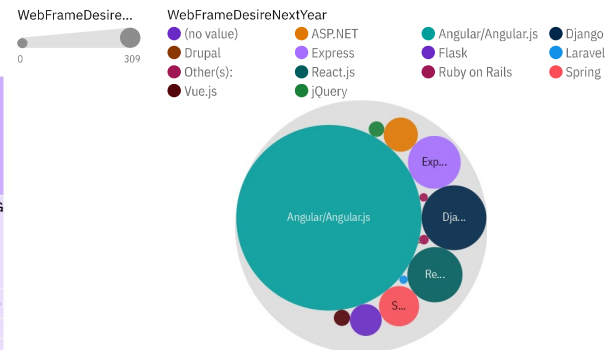 WebFrameDesire...
0
309
WebFrameDesireNextYear
(no value)
ASP.NET
Angular/Angular.js
Django
Drupal
Express
Flask
Laravel
Other(s):
React.js
Ruby on Rails
Spring
Vue.js
jQuery
Exp...
Angular/Angular.js
Dja...
Re...
S...